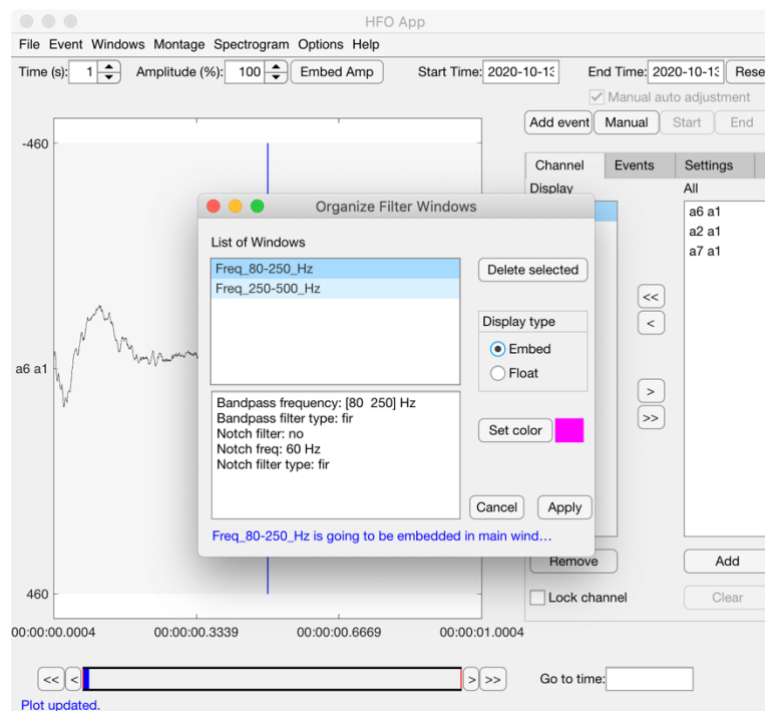 HFO App
File Event Windows Montage Spectrogram Options Help
Time (s): 1 Amplitude (%): 100 Embed Amp Start Time: 2020-10-13 End Time: 2020-10-13 Rese
Manual auto adjustment
Add event Manual Start End
-460
Channel Events Settings
Display All
a6 a1
a2 a1
a7 a1
<<
<
>
>>
Organize Filter Windows
List of Windows
Freq_80-250_Hz
Freq_250-500_Hz
Delete selected
Display type
Embed
Float
Bandpass frequency: [80 250] Hz
Bandpass filter type: fir
Notch filter: no
Notch freq: 60 Hz
Notch filter type: fir
Set color
Cancel Apply
Freq_80-250_Hz is going to be embedded in main wind…
a6 a1
Remove Add
460
Lock channel Clear
00:00:00.0004 00:00:00.3339 00:00:00.6669 00:00:01.0004
<< < > >> Go to time:
Plot updated.